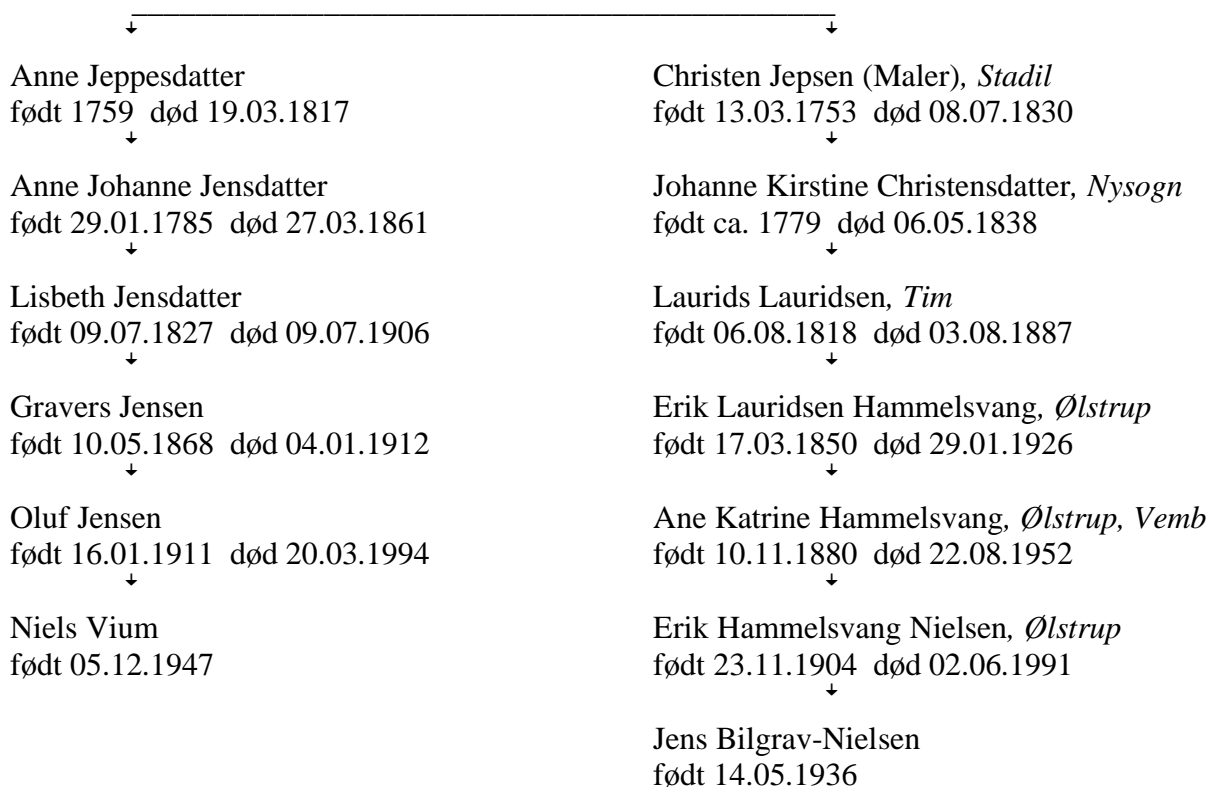 Anne Jeppesdatter
født 1759 død 19.03.1817
Anne Johanne Jensdatter
født 29.01.1785 død 27.03.1861
Lisbeth Jensdatter
født 09.07.1827 død 09.07.1906
Gravers Jensen
født 10.05.1868 død 04.01.1912
Oluf Jensen
født 16.01.1911 død 20.03.1994
Niels Vium
født 05.12.1947
Christen Jepsen (Maler), Stadil
født 13.03.1753 død 08.07.1830
Johanne Kirstine Christensdatter, Nysogn
født ca. 1779 død 06.05.1838
Laurids Lauridsen, Tim
født 06.08.1818 død 03.08.1887
Erik Lauridsen Hammelsvang, Ølstrup
født 17.03.1850 død 29.01.1926
Ane Katrine Hammelsvang, Ølstrup, Vemb
født 10.11.1880 død 22.08.1952
Erik Hammelsvang Nielsen, Ølstrup
født 23.11.1904 død 02.06.1991
Jens Bilgrav-Nielsen
født 14.05.1936